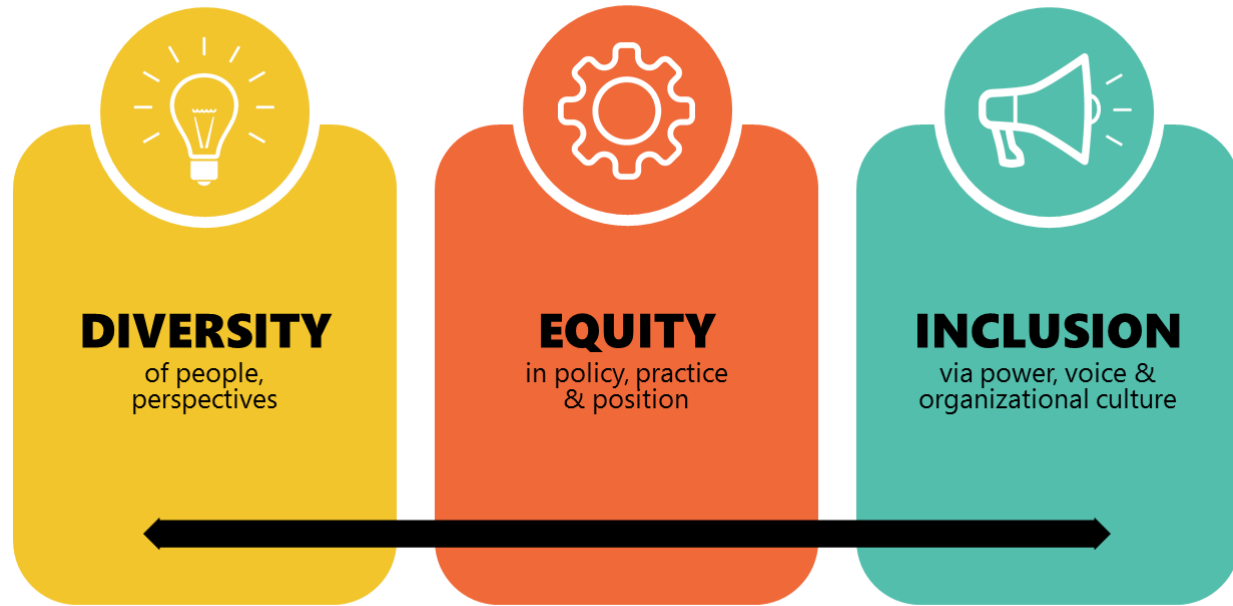 DIVERSITY
of people,
perspectives
EQUITY
in policy, practice
& position
INCLUSION
via power, voice &
organizational culture